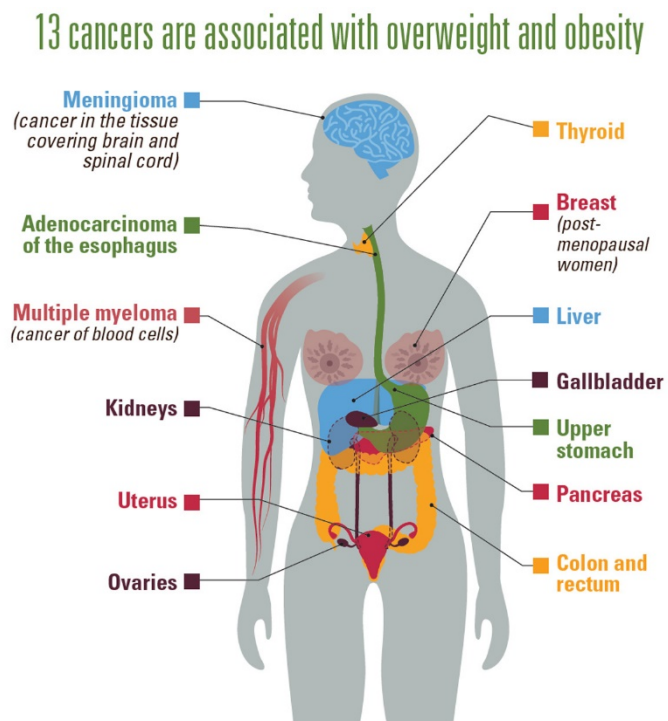 13 cancers are associated with overweight and obesity
Meningioma
(cancer in the tissue
covering brain and
spinal cord)
Adenocarcinoma
of the esophagus
Multiple myeloma
(cancer of blood cells)
Kidneys
Uterus
Ovaries
Thyroid
Breast
(post-
menopausal
women)
Liver
Gallbladder
Upper
stomach
Pancreas
Colon and
rectum